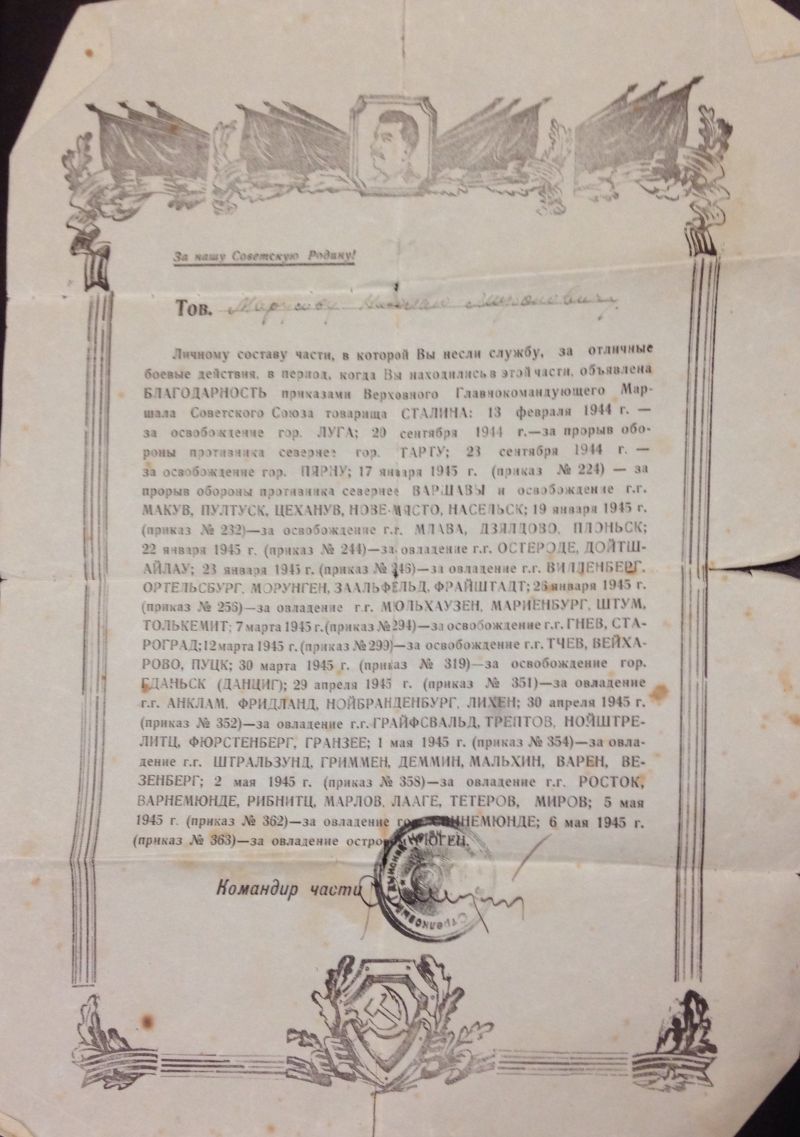 За нашу Советскую Родину!
Тов.
Личному составу части, в которой Вы несли службу, за отличные
боевые действия, в период, когда Вы находились в этой части, объявлена
БЛАГОДАРНОСТЬ приказами Верховного Главнокомандующего Мар-
шала Советского Союза товарища СТАЛИНА: 13 февраля 1944 г. —
за освобождение гор. ЛУГА; 20 сентября 1944 г.—за прорыв обо-
роны противника севернее гор. ТАРТУ; 23 сентября 1944 г. —
за освобождение гор. ПЯРНУ; 17 января 1945 г. (приказ № 224) — за
прорыв обороны противника севернее ВАРШАВЫ и освобождение г.г.
МАКУВ, ПУЛТУСК, ЦЕХАНУВ, НОВЕ-МЯСТО, НАСЕЛЬСК; 19 января 1945 г.
(приказ № 232)—за освобождение г.г. МЛАВА, ДЗЯЛДОВО, ПЛОНЬСК;
22 января 1945 г. (приказ № 244)—за овладение г.г. ОСТЕРОДЕ, ДОЙТШ-
АЙЛАУ; 23 января 1945 г. (приказ № 246)—за овладение г.г. ВИЛЛЕНБЕРГ,
ОРТЕЛЬСБУРГ, МОРУНГЕН, ЗААЛЬФЕЛЬД, ФРАЙШТАДТ; 26 января 1945 г.
(приказ № 256)—за овладение г.г. МЮЛЬХАУЗЕН, МАРИЕНБУРГ, ШТУМ,
ТОЛЬКЕМИТ; 7 марта 1945 г. (приказ № 294)—за освобождение г.г. ГНЕВ, СТА-
РОГРАД; 12 марта 1945 г. (приказ № 299)—за освобождение г.г. ТЧЕВ, ВЕЙХА-
РОВО, ПУЦК; 30 марта 1945 г. (приказ № 319)—за освобождение гор.
ГДАНЬСК (ДАНЦИГ); 29 апреля 1945 г. (приказ № 351)—за овладение
г.г. АНКЛАМ, ФРИДЛАНД, НОЙБРАНДЕНБУРГ, ЛИХЕН; 30 апреля 1945 г.
(приказ № 352)—за овладение г.г. ГРАЙФСВАЛЬД, ТРЕПТОВ, НОЙШТРЕ-
ЛИТЦ, ФЮРСТЕНБЕРГ, ГРАНЗЕЕ; 1 мая 1945 г. (приказ № 354)—за овла-
дение г.г. ШТРАЛЬЗУНД, ГРИММЕН, ДЕММИН, МАЛЬХИН, ВАРЕН, ВЕ-
ЗЕНБЕРГ; 2 мая 1945 г. (приказ № 358)—за овладение г.г. РОСТОК,
ВАРНЕМЮНДЕ, РИБНИТЦ, МАРЛОВ, ЛААГЕ, ТЕТЕРОВ, МИРОВ; 5 мая
1945 г. (приказ № 362)—за овладение гор. СВИНЕМЮНДЕ; 6 мая 1945 г.
(приказ № 363)—за овладение островом РЮГЕН.
Командир части